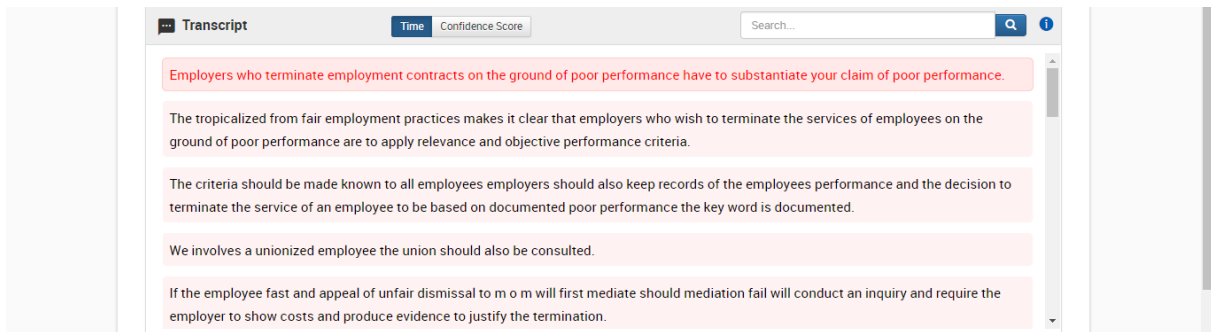 Transcript
Time
Confidence Score
Search...
Employers who terminate employment contracts on the ground of poor performance have to substantiate your claim of poor performance.
The tropicalized from fair employment practices makes it clear that employers who wish to terminate the services of employees on the
ground of poor performance are to apply relevance and objective performance criteria.
The criteria should be made known to all employees employers should also keep records of the employees performance and the decision to
terminate the service of an employee to be based on documented poor performance the key word is documented.
We involves a unionized employee the union should also be consulted.
If the employee fast and appeal of unfair dismissal to m o m will first mediate should mediation fail will conduct an inquiry and require the
employer to show costs and produce evidence to justify the termination.